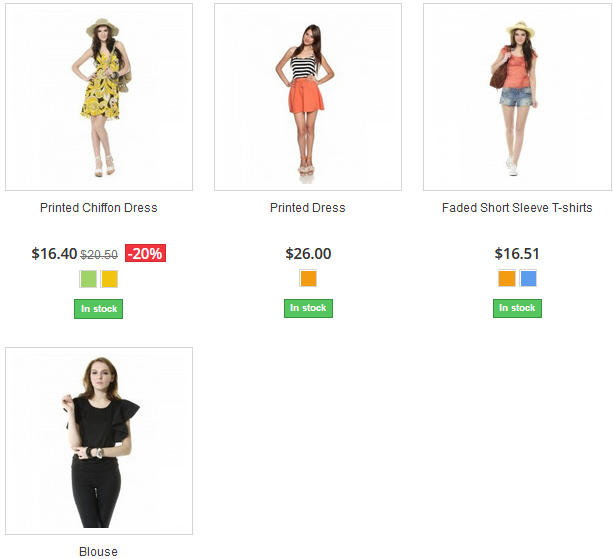 Printed Chiffon Dress
Printed Dress
Faded Short Sleeve T-shirts
$16.40 $20.50 -20%
$26.00
$16.51
In stock
In stock
In stock
Blouse